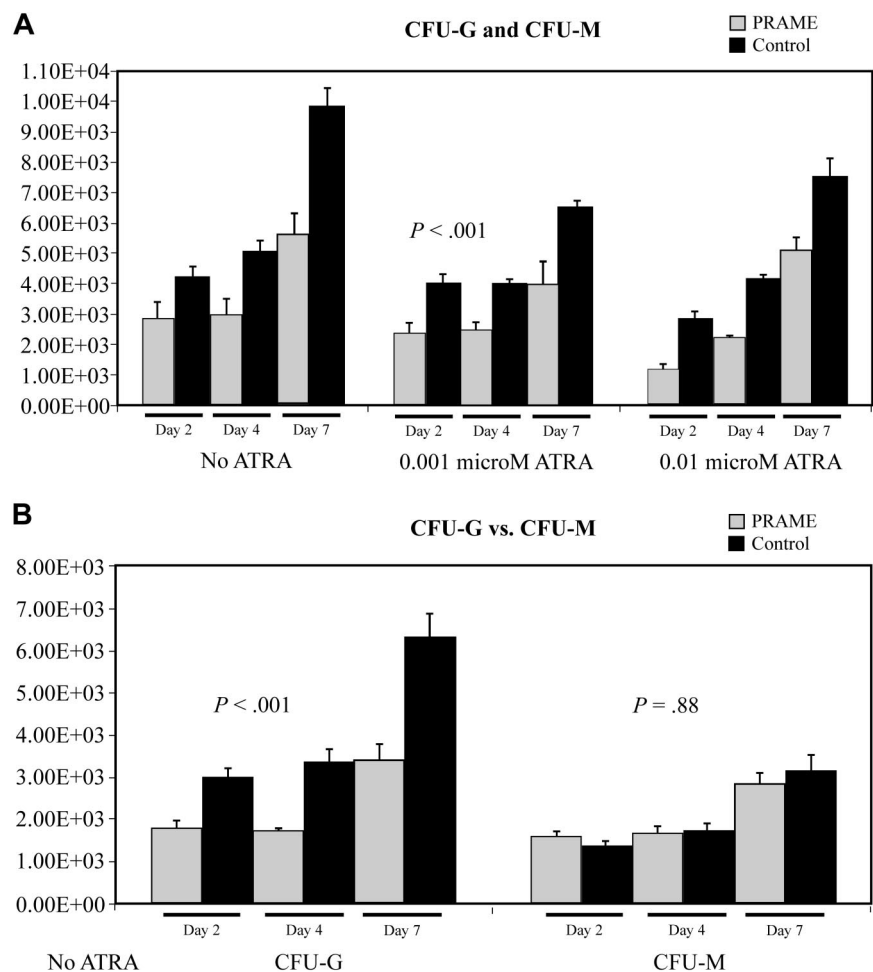 A
CFU-G and CFU-M
PRAME
Control
1.10E+04
1.00E+04
9.00E+03
8.00E+03
7.00E+03
6.00E+03
5.00E+03
4.00E+03
3.00E+03
2.00E+03
1.00E+03
0.00E+00
P < .001
Day 2 Day 4 Day 7 Day 2 Day 4 Day 7 Day 2 Day 4 Day 7
No ATRA 0.001 microM ATRA 0.01 microM ATRA
B
CFU-G vs. CFU-M
PRAME
Control
8.00E+03
7.00E+03
6.00E+03
5.00E+03
4.00E+03
3.00E+03
2.00E+03
1.00E+03
0.00E+00
P < .001 P = .88
Day 2 Day 4 Day 7 Day 2 Day 4 Day 7
No ATRA CFU-G CFU-M